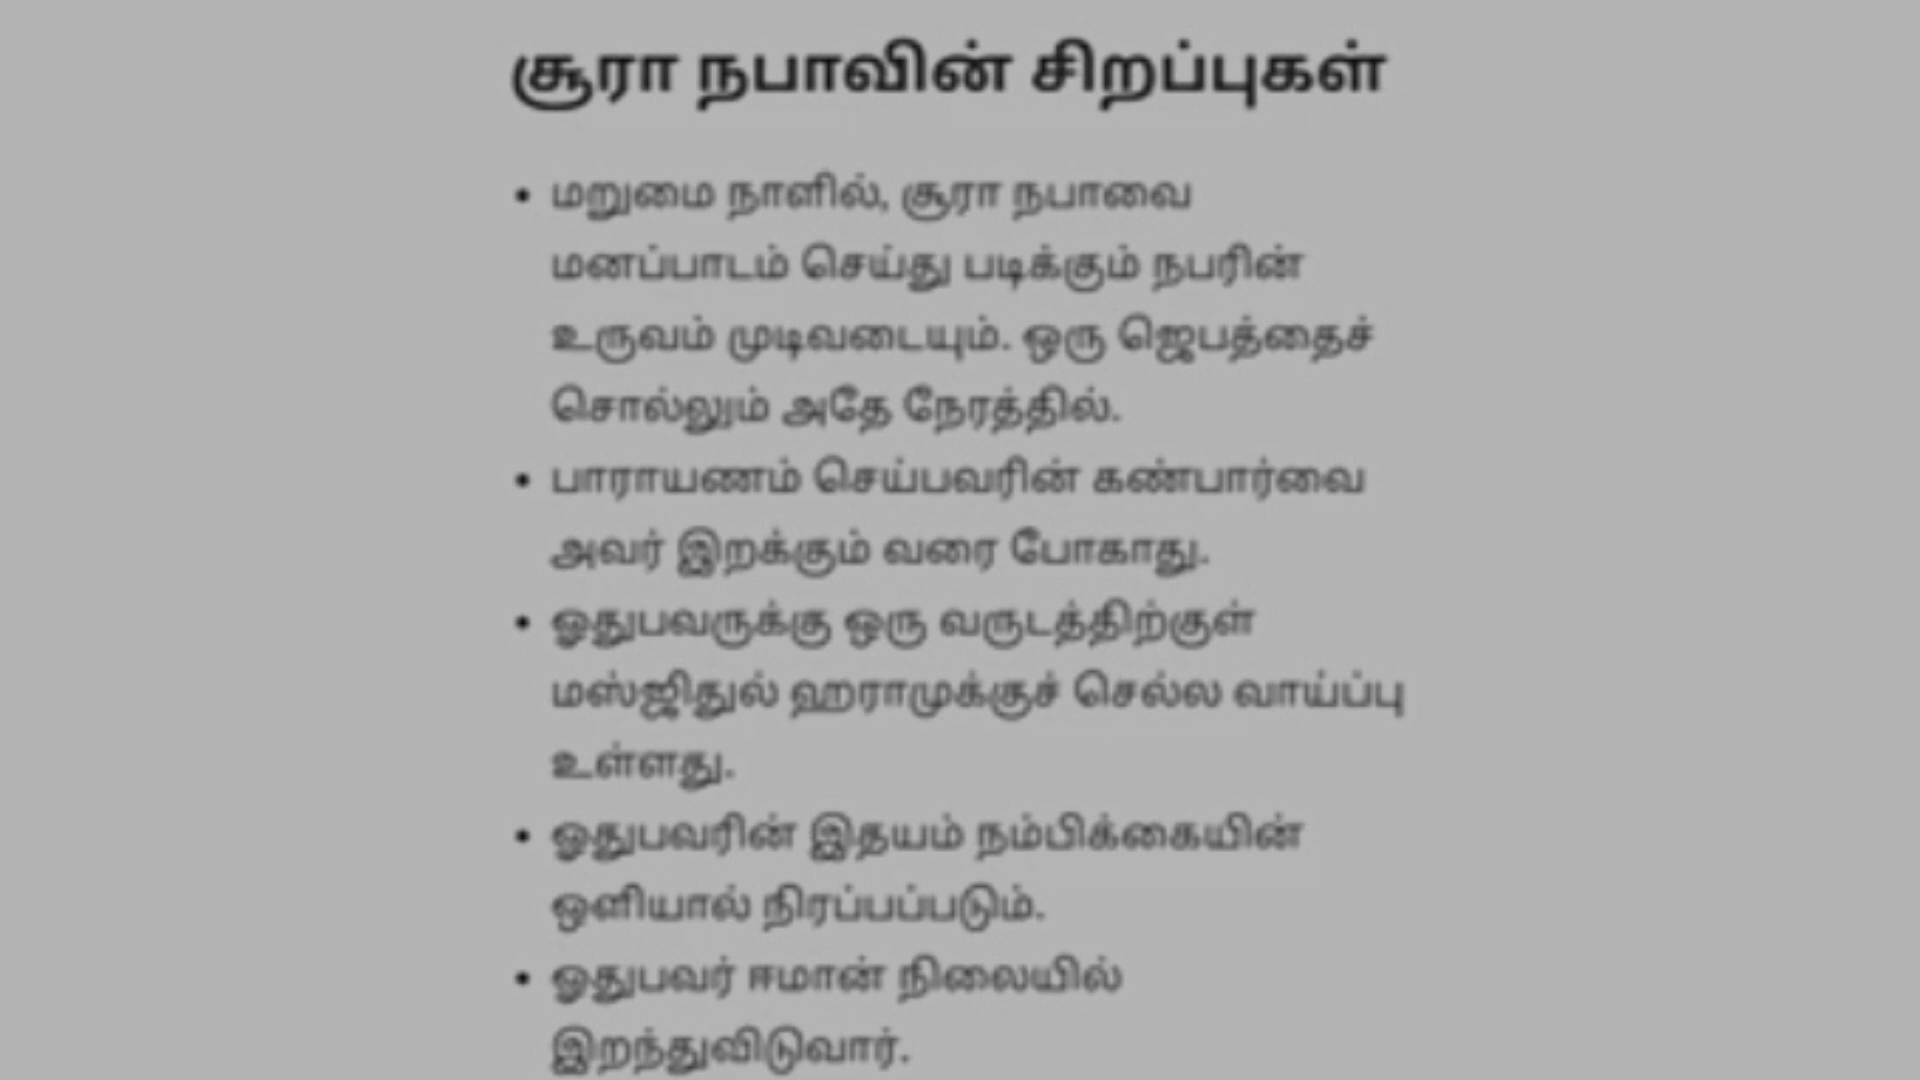 சூரா நபாவின் சிறப்புகள்
• மறுமை நாளில், சூரா நபாவை
மனப்பாடம் செய்து படிக்கும் நபரின்
உருவம் முடிவடையும். ஒரு ஜெபத்தைச்
சொல்லும் அதே நேரத்தில்.
• பாராயணம் செய்பவரின் கண்பார்வை
அவர் இறக்கும் வரை போகாது.
• ஓதுபவருக்கு ஒரு வருடத்திற்குள்
மஸ்ஜிதுல் ஹராமுக்குச் செல்ல வாய்ப்பு
உள்ளது.
• ஓதுபவரின் இதயம் நம்பிக்கையின்
ஒளியால் நிரப்பப்படும்.
• ஓதுபவர் ஈமான் நிலையில்
இறந்துவிடுவார்.